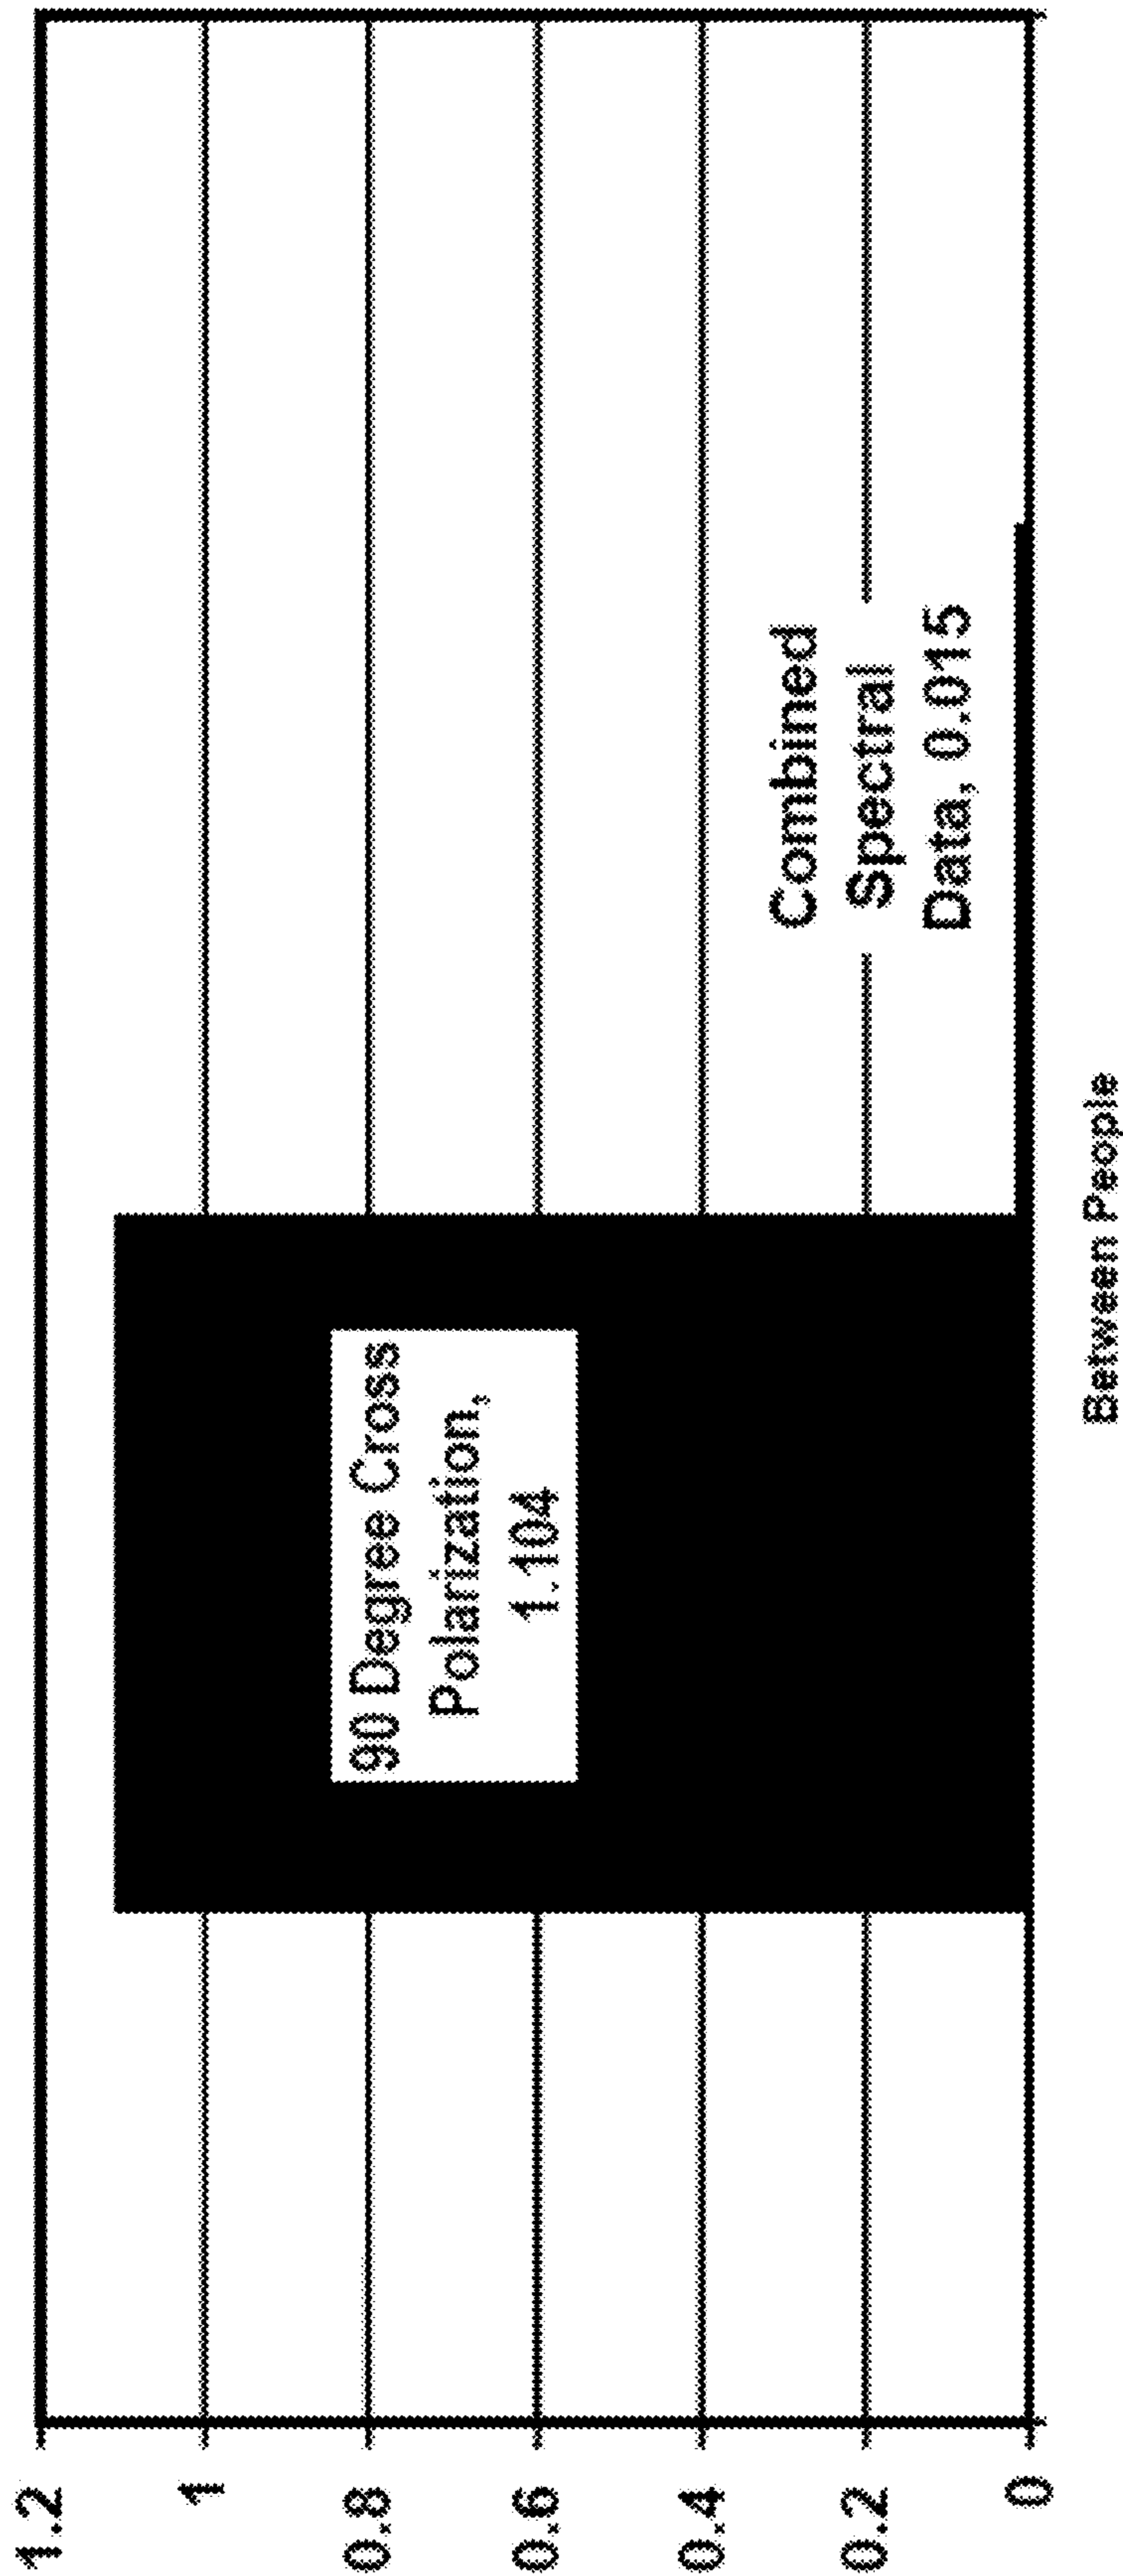 1.2
1
0.8
0.6
0.4
0.2
0
90 Degree Cross
Polarization,
1.104
Combined
Spectral
Data, 0.015
Between People